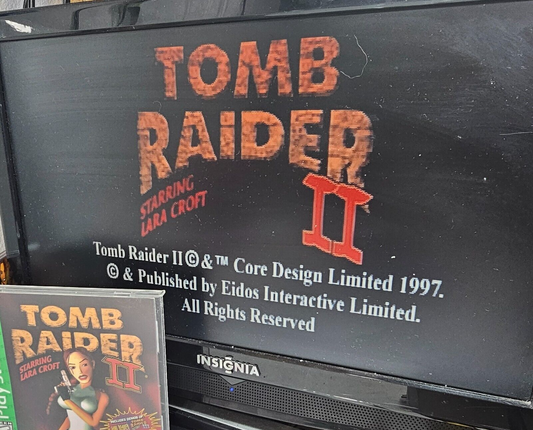 TOMB
RAIDER
STARRING
LARA CROFT
II
Tomb Raider II©&™ Core Design Limited 1997.
© & Published by Eidos Interactive Limited.
All Rights Reserved
INSIGNIA
TOMB
RAIDER
STARRING
LARA CROFT
II